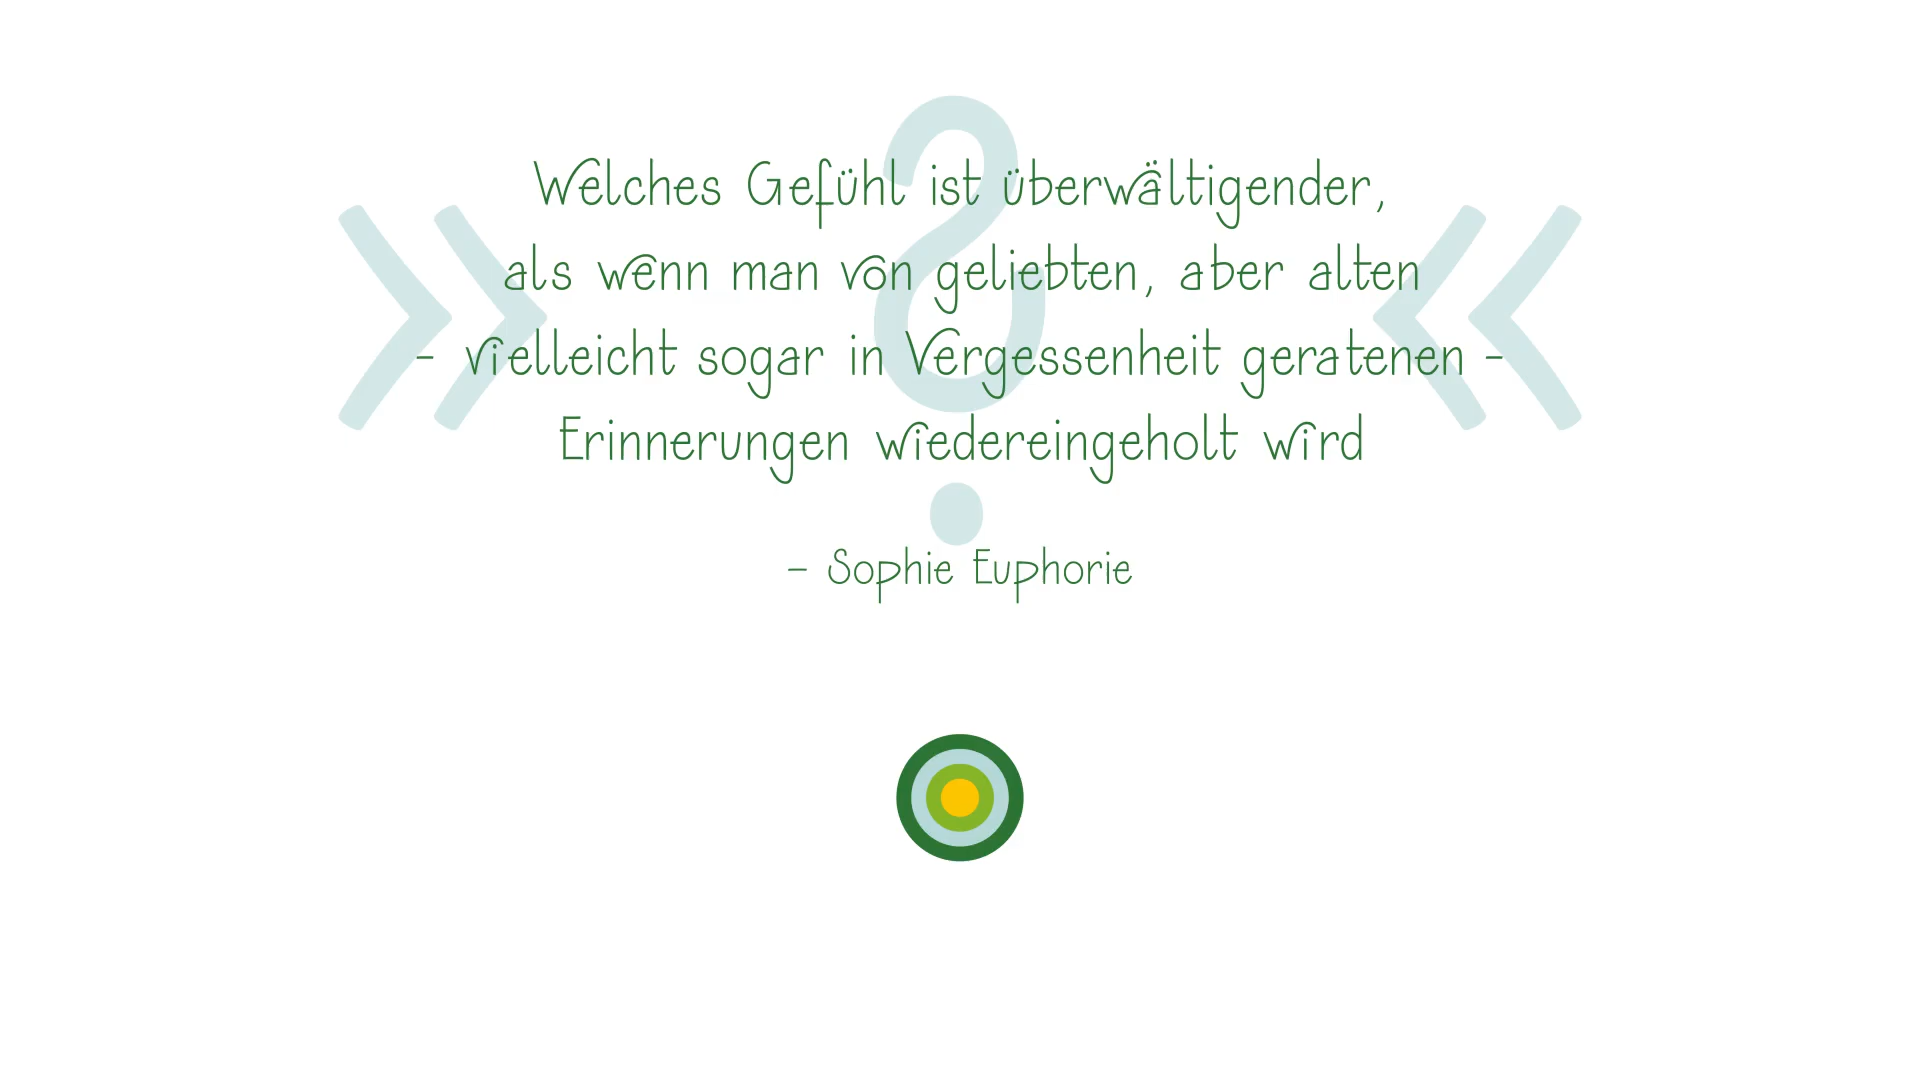 Welches Gefühl ist überwältigender,
als wenn man von geliebten, aber alten
- vielleicht sogar in Vergessenheit geratenen -
Erinnerungen wiedereingeholt wird
» ? «
- Sophie Euphorie